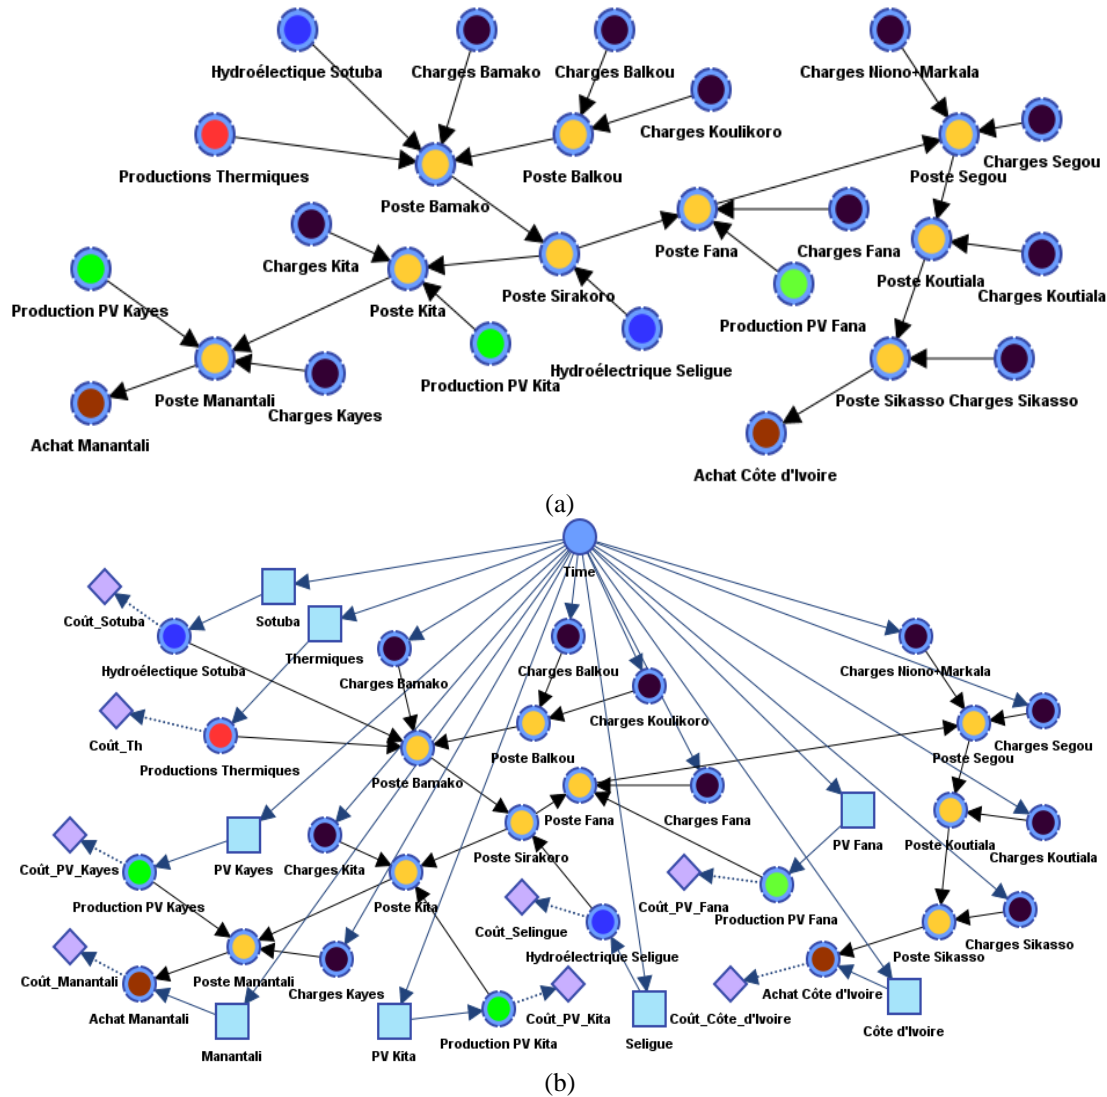 Hydroélectique Sotuba
Charges Bamako
Charges Balkou
Charges Niono+Markala
Charges Koulikoro
Productions Thermiques
Poste Balkou
Charges Segou
Poste Segou
Poste Bamako
Charges Kita
Poste Fana
Charges Fana
Poste Koutiala
Charges Koutiala
Poste Sirakoro
Production PV Kayes
Poste Kita
Production PV Fana
Hydroélectrique Seligue
Production PV Kita
Poste Manantali
Charges Kayes
Poste Sikasso
Charges Sikasso
Achat Manantali
Achat Côte d'Ivoire
(a)
Time
Coût_Sotuba
Sotuba
Thermiques
Hydroélectique Sotuba
Charges Bamako
Charges Balkou
Charges Niono+Markala
Charges Koulikoro
Coût_Th
Productions Thermiques
Poste Bamako
Poste Balkou
Poste Segou
Charges Segou
Poste Fana
Charges Fana
PV Fana
Poste Koutiala
Charges Koutiala
Coût_PV_Kayes
PV Kayes
Charges Kita
Poste Sirakoro
Production PV Kayes
Poste Kita
Coût_PV_Fana
Production PV Fana
Coût_Selingue
Hydroélectrique Seligue
Poste Sikasso
Charges Sikasso
Coût_Manantali
Poste Manantali
Charges Kayes
Achat Manantali
Achat Côte d'Ivoire
Manantali
PV Kita
Production PV Kita
Coût_PV_Kita
Seligue
Coût_Côte_d'Ivoire
Côte d'Ivoire
(b)